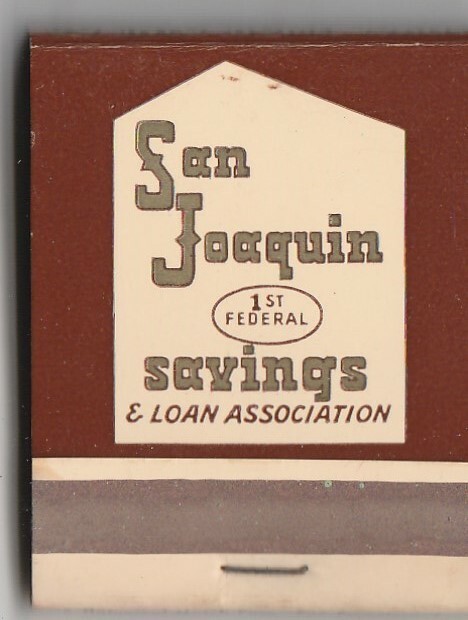 San
Joaquin
1ST
FEDERAL
savings
& LOAN ASSOCIATION